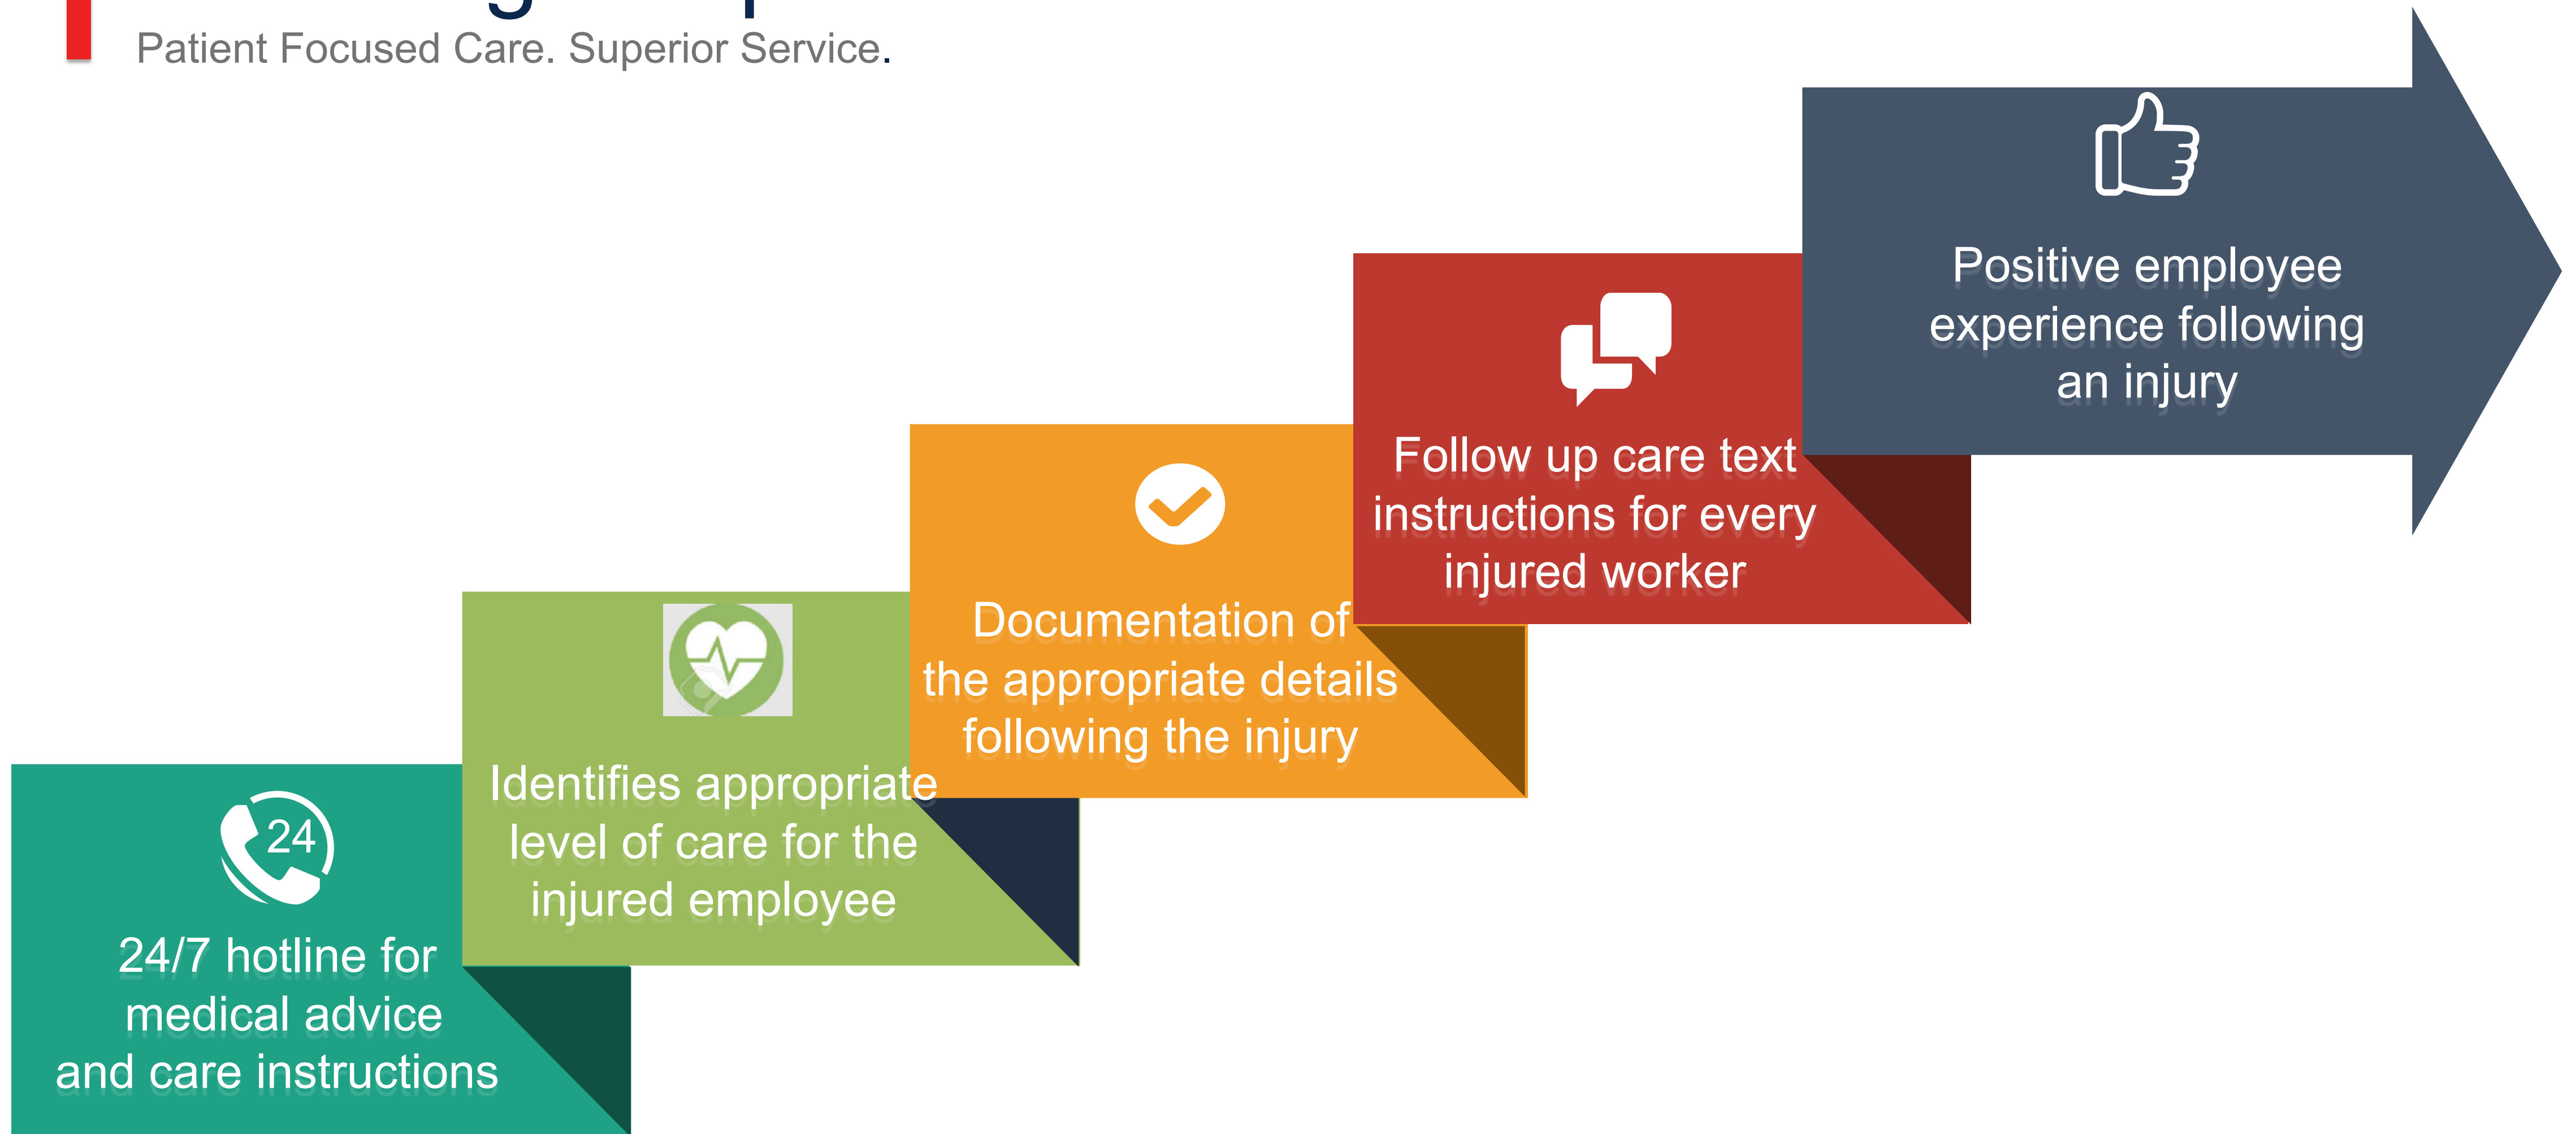 Patient Focused Care. Superior Service.
24
24/7 hotline for
medical advice
and care instructions
Identifies appropriate
level of care for the
injured employee
Documentation of
the appropriate details
following the injury
Follow up care text
instructions for every
injured worker
Positive employee
experience following
an injury